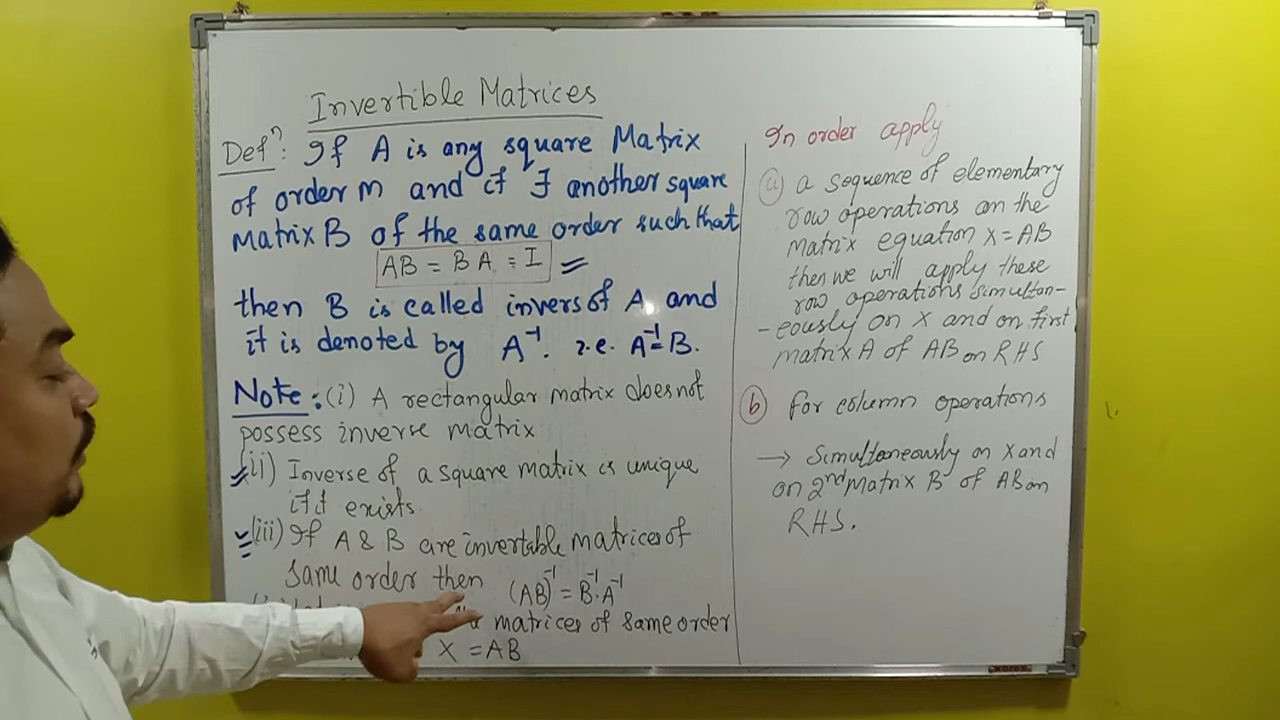 Invertible Matrices
Defⁿ: If A is any square Matrix
of order m and if ∃ another square
Matrix B of the same order such that
AB = BA = I
then B is called invers of A, and
it is denoted by A⁻¹. i.e. A⁻¹=B.
Note: (i) A rectangular matrix does not
possess inverse matrix
(ii) Inverse of a square matrix is unique
if it exists.
(iii) If A & B are invertable matrices of
same order then (AB)⁻¹ = B⁻¹.A⁻¹
matrices of same order
X = AB
In order apply
(a) a sequence of elementary
row operations on the
Matrix equation X = AB
then we will apply these
row operations simultan-
-eously on X and on first
matrix A of AB on RHS
(b) For column operations
→ Simultaneously on X and
on 2nd Matrix B of AB on
RHS.